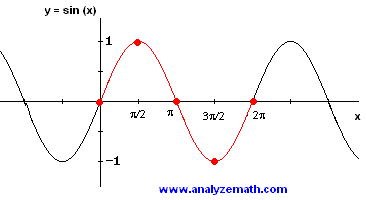 y = sin (x)
1
π/2 π 3π/2 2π x
−1
www.analyzemath.com